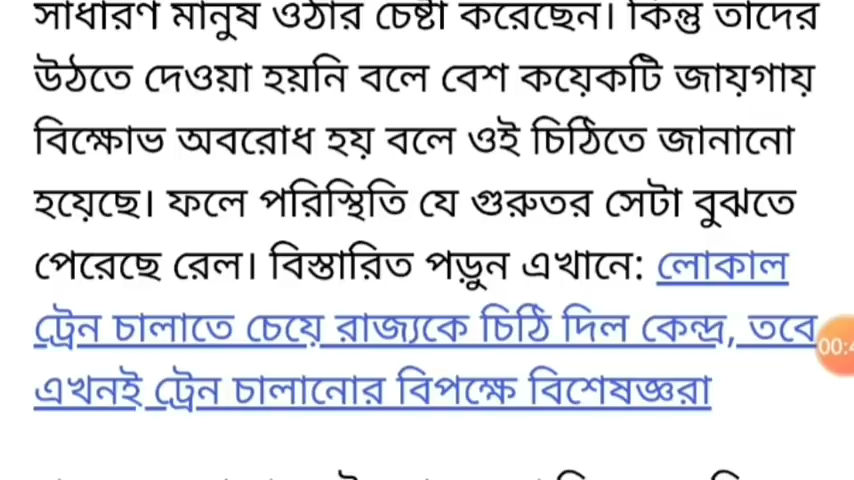 সাধারণ মানুষ ওঠার চেষ্টা করেছেন। কিন্তু তাদের
উঠতে দেওয়া হয়নি বলে বেশ কয়েকটি জায়গায়
বিক্ষোভ অবরোধ হয় বলে ওই চিঠিতে জানানো
হয়েছে। ফলে পরিস্থিতি যে গুরুতর সেটা বুঝতে
পেরেছে রেল। বিস্তারিত পড়ুন এখানে: লোকাল
ট্রেন চালাতে চেয়ে রাজ্যকে চিঠি দিল কেন্দ্র, তবে
এখনই ট্রেন চালানোর বিপক্ষে বিশেষজ্ঞরা